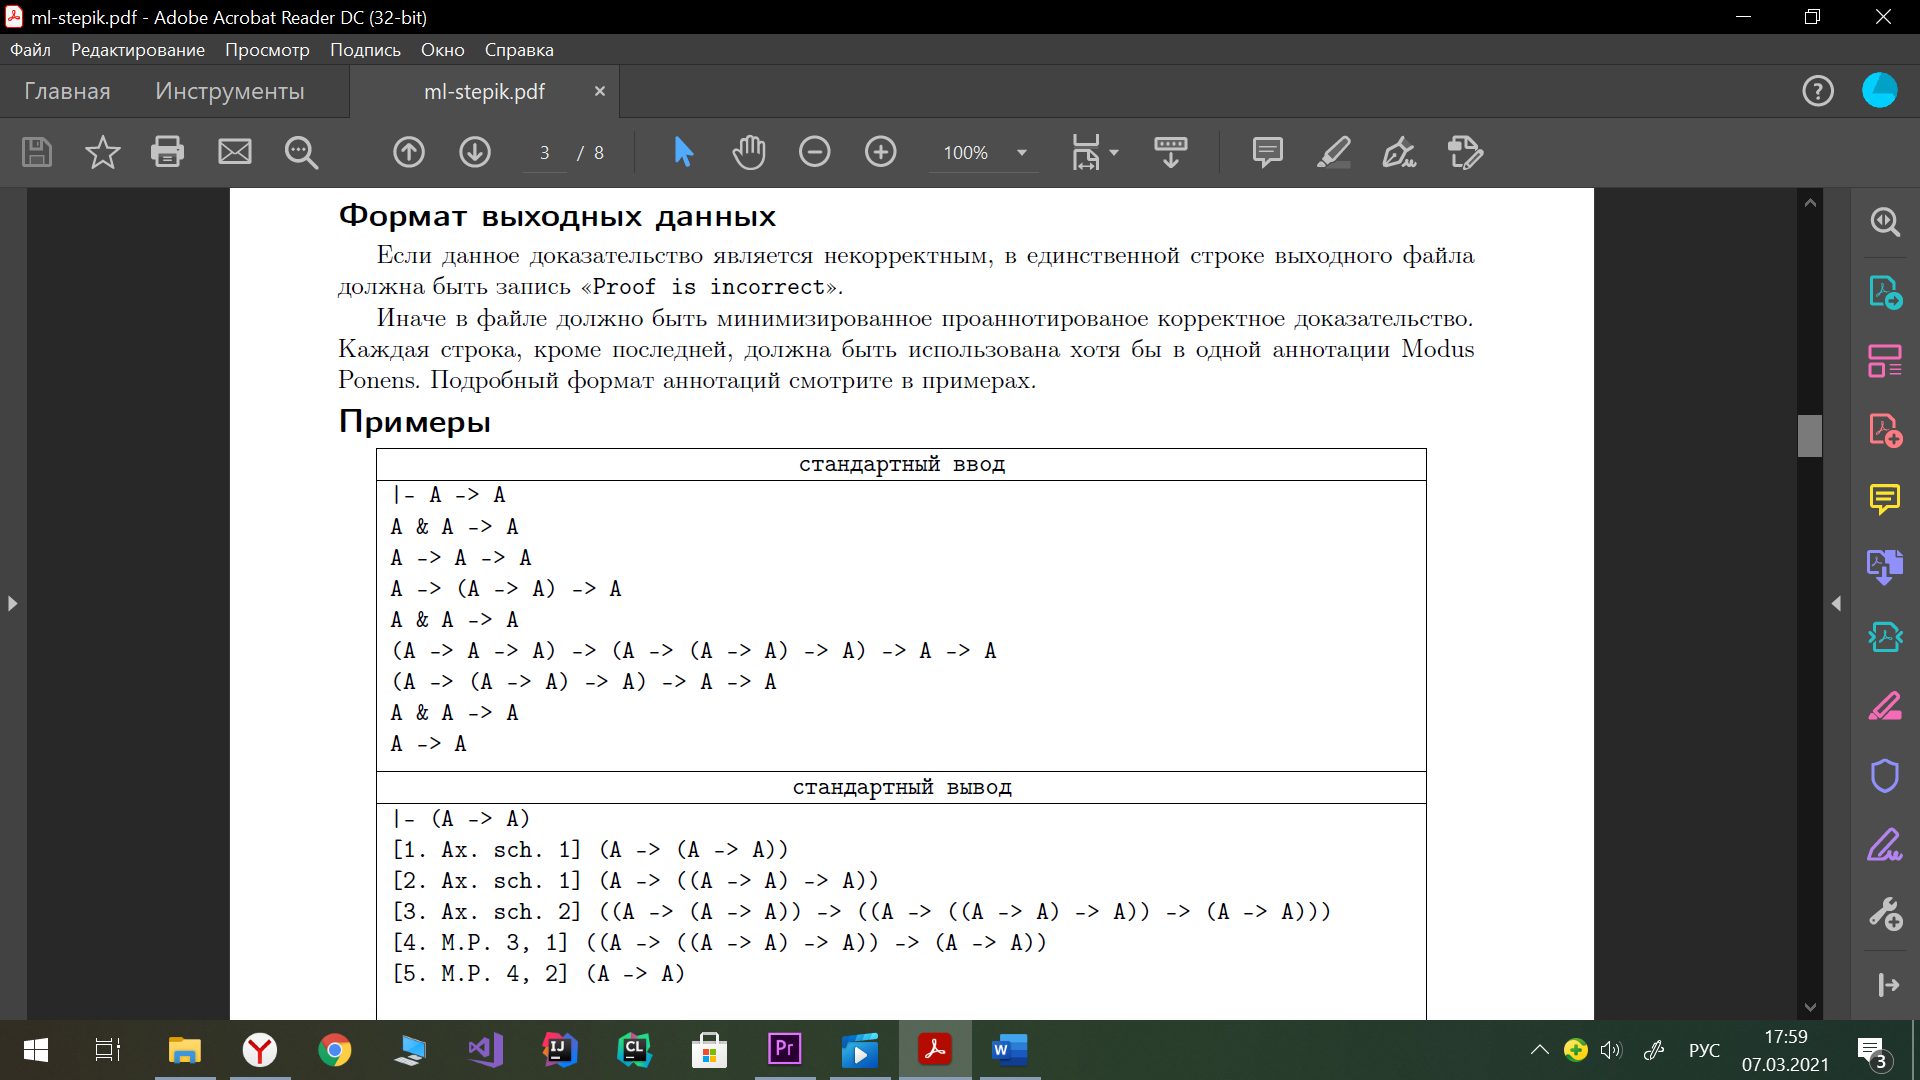 ml-stepik.pdf - Adobe Acrobat Reader DC (32-bit)
Файл Редактирование Просмотр Подпись Окно Справка
Главная Инструменты ml-stepik.pdf ×
3 / 8 100%
Формат выходных данных
Если данное доказательство является некорректным, в единственной строке выходного файла
должна быть запись «Proof is incorrect».
Иначе в файле должно быть минимизированное проаннотированое корректное доказательство.
Каждая строка, кроме последней, должна быть использована хотя бы в одной аннотации Modus
Ponens. Подробный формат аннотаций смотрите в примерах.
Примеры
стандартный ввод
|- A -> A
A & A -> A
A -> A -> A
A -> (A -> A) -> A
A & A -> A
(A -> A -> A) -> (A -> (A -> A) -> A) -> A -> A
(A -> (A -> A) -> A) -> A -> A
A & A -> A
A -> A
стандартный вывод
|- (A -> A)
[1. Ax. sch. 1] (A -> (A -> A))
[2. Ax. sch. 1] (A -> ((A -> A) -> A))
[3. Ax. sch. 2] ((A -> (A -> A)) -> ((A -> ((A -> A) -> A)) -> (A -> A)))
[4. M.P. 3, 1] ((A -> ((A -> A) -> A)) -> (A -> A))
[5. M.P. 4, 2] (A -> A)
IJ CL Pr W РУС 17:59
07.03.2021 3